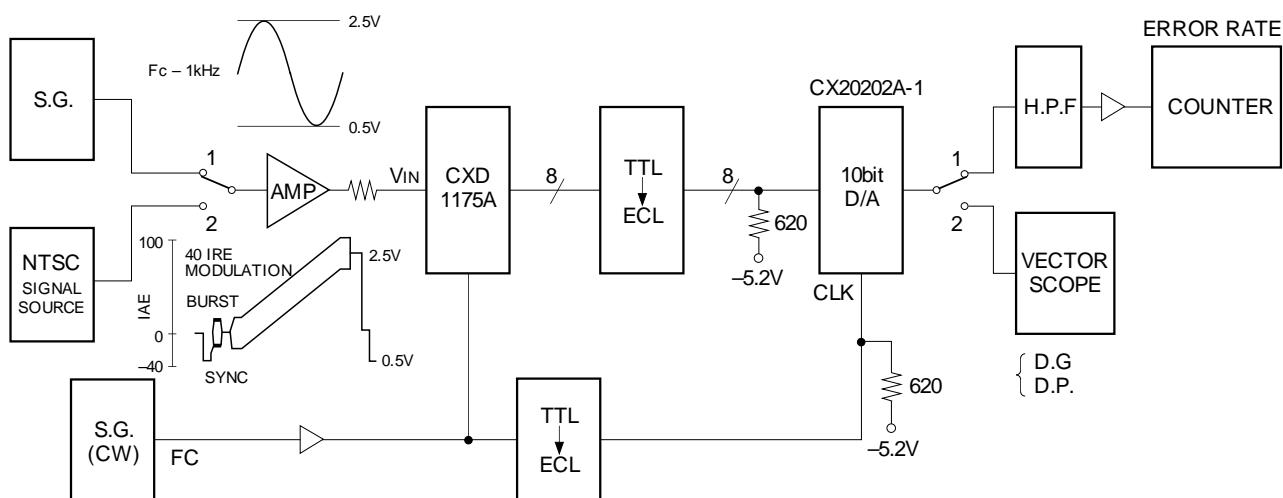 2.5V
ERROR RATE
S.G.
Fc – 1kHz
CX20202A-1
H.P.F
COUNTER
0.5V
1
AMP
VIN
CXD
1175A
8
TTL
ECL
8
10bit
D/A
1
2
620
2
–5.2V
CLK
NTSC
SIGNAL
SOURCE
100
40 IRE
MODULATION
2.5V
BURST
IAE
0
–40
0.5V
SYNC
VECTOR
SCOPE
D.G
D.P.
620
–5.2V
S.G.
(CW)
FC
TTL
ECL